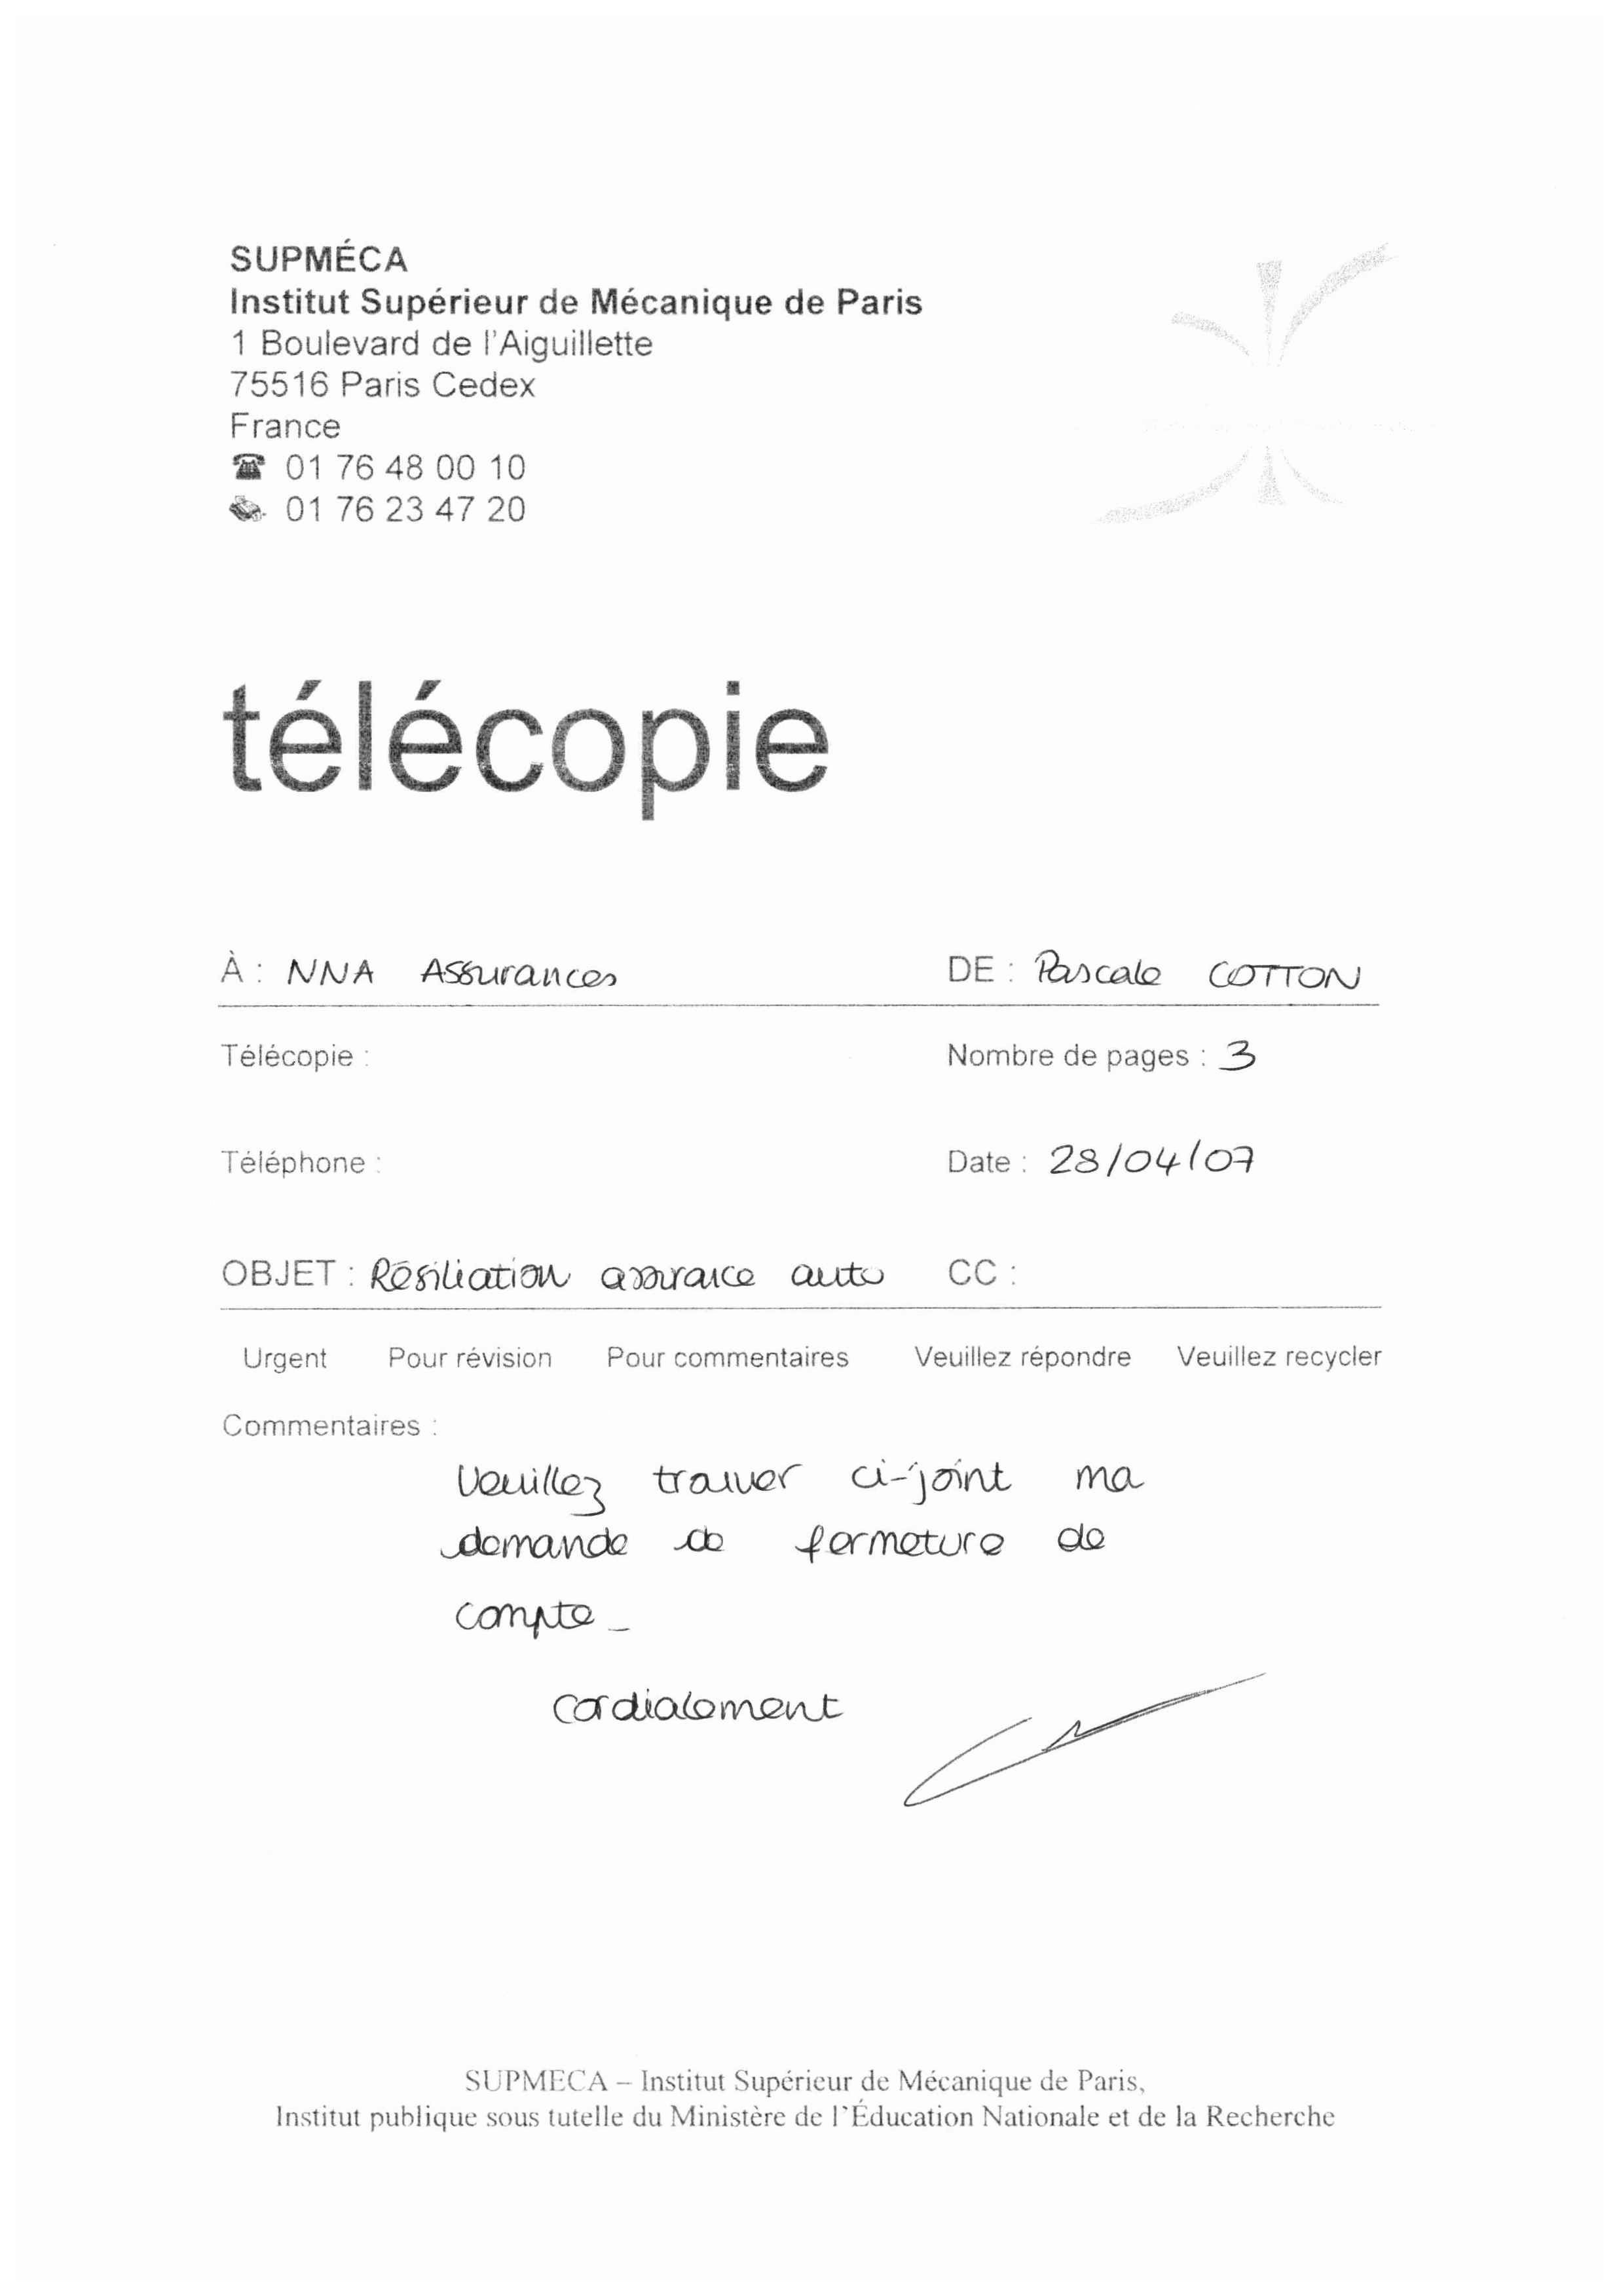 SUPMÉCA
Institut Supérieur de Mécanique de Paris
1 Boulevard de l'Aiguillette
75516 Paris Cedex
France
01 76 48 00 10
01 76 23 47 20
télécopie
À : NNA Assurances DE : Pascale COTTON
Télécopie : Nombre de pages : 3
Téléphone : Date : 28/04/07
OBJET : Résiliation assurance auto CC :
Urgent Pour révision Pour commentaires Veuillez répondre Veuillez recycler
Commentaires :
Veuillez trouver ci-joint ma
demande de fermeture de
compte_
Cordialement
SUPMECA – Institut Supérieur de Mécanique de Paris,
Institut publique sous tutelle du Ministère de l'Éducation Nationale et de la Recherche